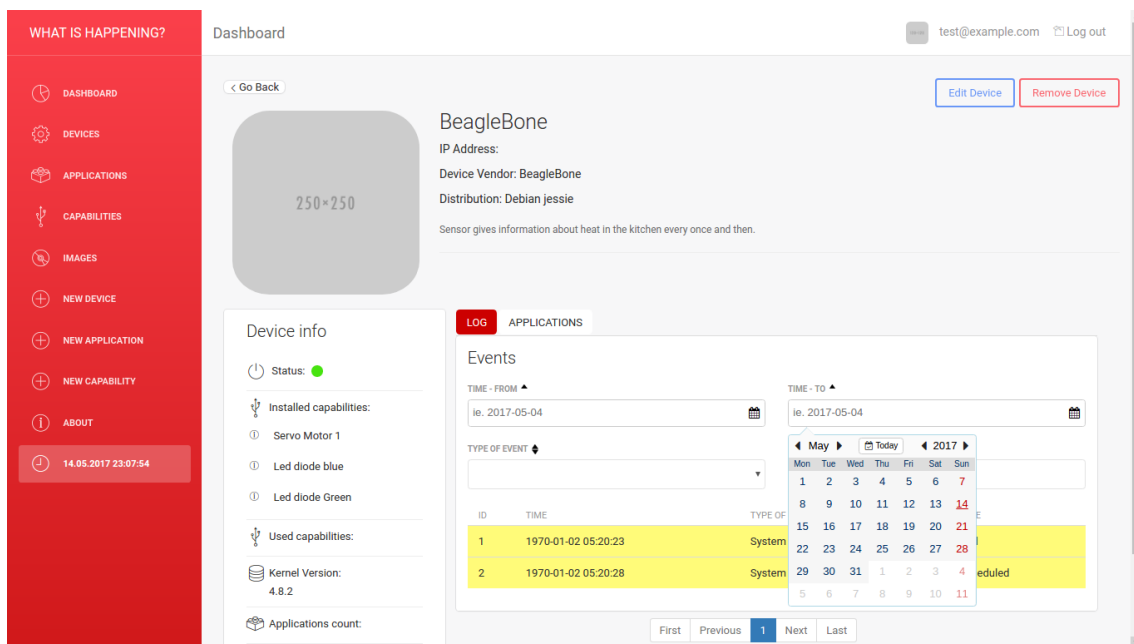 WHAT IS HAPPENING?
Dashboard
test@example.com
Log out
DASHBOARD
DEVICES
APPLICATIONS
CAPABILITIES
IMAGES
NEW DEVICE
NEW APPLICATION
NEW CAPABILITY
ABOUT
14.05.2017 23:07:54
< Go Back
Edit Device
Remove Device
250×250
BeagleBone
IP Address:
Device Vendor: BeagleBone
Distribution: Debian jessie
Sensor gives information about heat in the kitchen every once and then.
Device info
Status:
Installed capabilities:
Servo Motor 1
Led diode blue
Led diode Green
Used capabilities:
Kernel Version:
4.8.2
Applications count:
LOG APPLICATIONS
Events
TIME - FROM
ie. 2017-05-04
TIME - TO
ie. 2017-05-04
TYPE OF EVENT
May Today 2017
Mon Tue Wed Thu Fri Sat Sun
1 2 3 4 5 6 7
8 9 10 11 12 13 14
15 16 17 18 19 20 21
22 23 24 25 26 27 28
29 30 31 1 2 3 4
5 6 7 8 9 10 11
ID TIME TYPE OF
1 1970-01-02 05:20:23 System
2 1970-01-02 05:20:28 System eduled
First Previous 1 Next Last